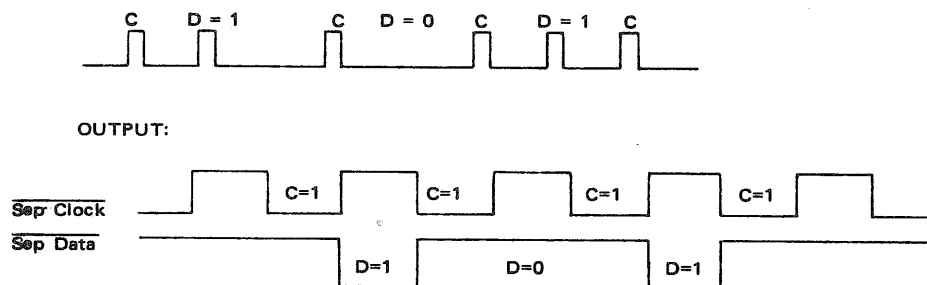 C D = 1 C D = 0 C D = 1 C
OUTPUT:
C=1 C=1 C=1 C=1
Sep Clock
Sep Data
D=1 D=0 D=1